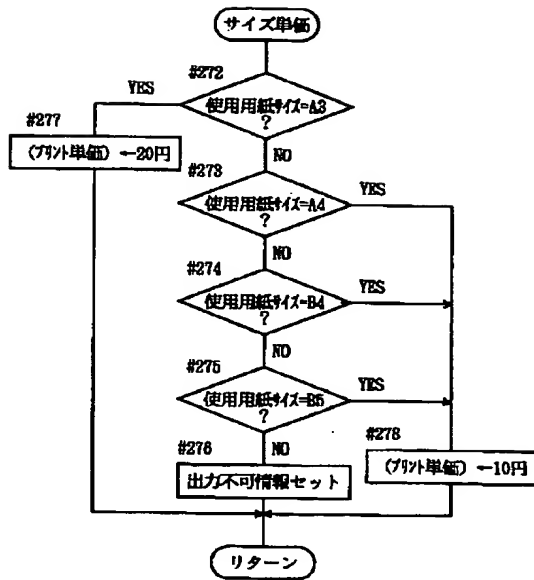 サイズ単価
#272
YES
使用用紙サイズ=A3
?
#277
(プリント単価) ←20円
NO
#273
YES
使用用紙サイズ=A4
?
NO
#274
YES
使用用紙サイズ=B4
?
NO
#275
YES
使用用紙サイズ=B5
?
#276
NO
#278
出力不可情報セット
(プリント単価) ←10円
リターン